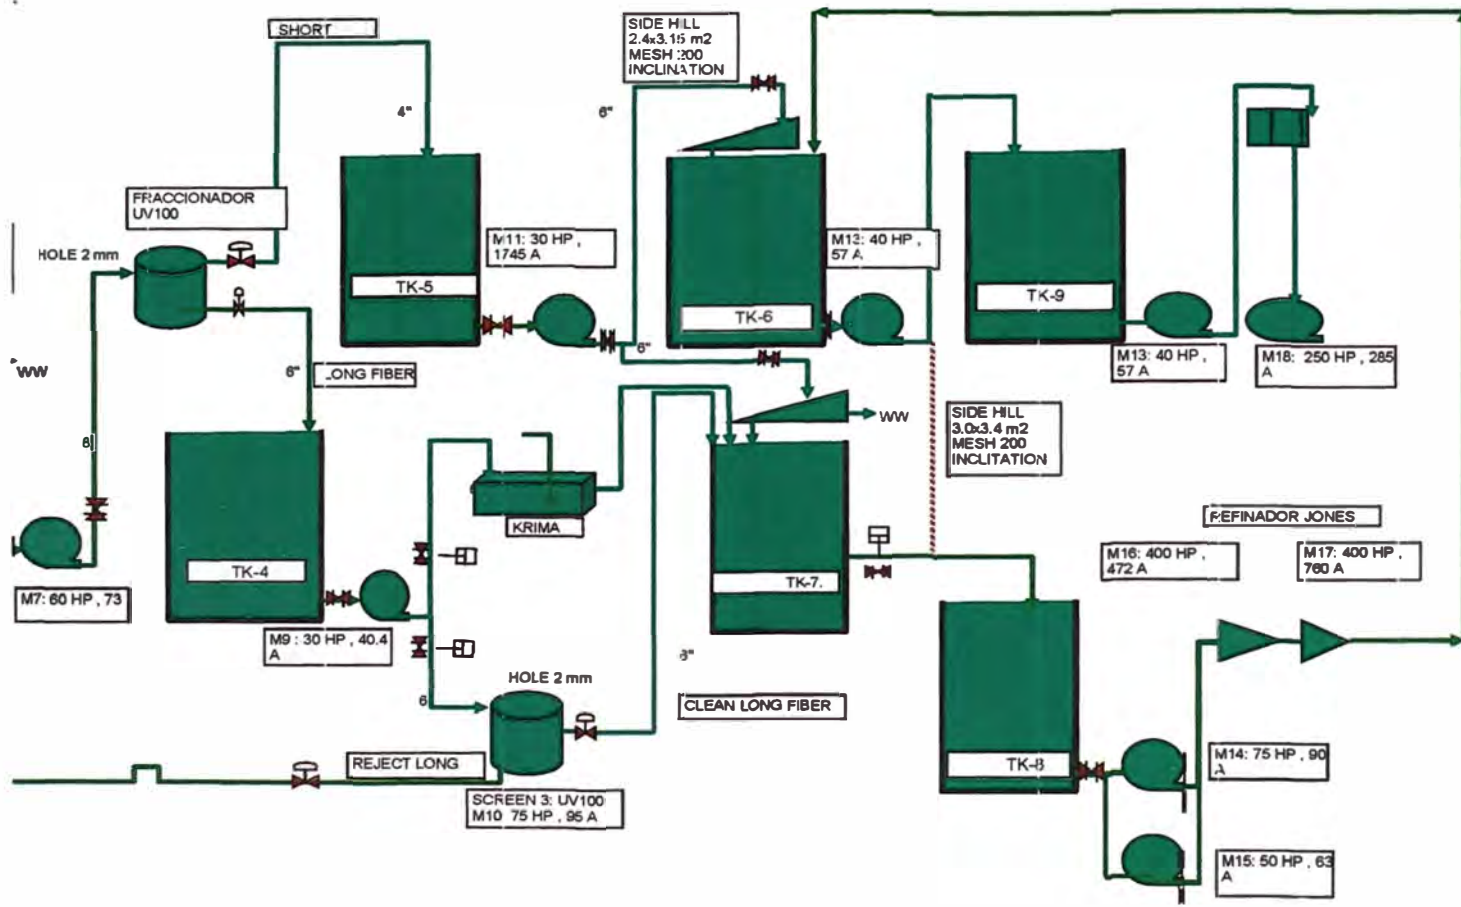 SHORT
SIDE HILL
2.4x3.15 m2
MESH 200
INCLINATION
4"
6"
FRACCIONADOR
UV100
HOLE 2 mm
M11: 30 HP ,
1745 A
M13: 40 HP ,
57 A
TK-5
TK-6
TK-9
6"
WW
6"
LONG FIBER
M13: 40 HP ,
57 A
M18: 250 HP , 285
A
WW
SIDE HILL
3.0x3.4 m2
MESH 200
INCLITATION
6
KRIMA
REFINADOR JONES
M16: 400 HP ,
472 A
M17: 400 HP ,
760 A
TK-4
TK-7.
M7: 60 HP , 73
M9 : 30 HP , 40.4
A
6"
HOLE 2 mm
6
CLEAN LONG FIBER
REJECT LONG
TK-8
M14: 75 HP , 90
A
SCREEN 3: UV100
M10 75 HP , 95 A
M15: 50 HP , 63
A